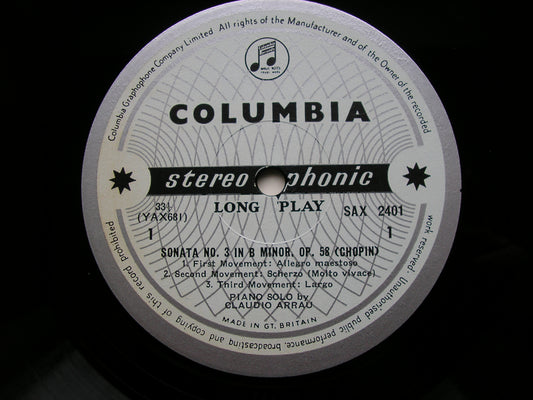 Columbia Graphophone Company Limited All rights of the Manufacturer and of the Owner of the recorded
work reserved. Unauthorised public performance, broadcasting and copying of this record prohibited
COLUMBIA
stereophonic
33⅓ LONG PLAY SAX 2401
(YAX681)
1 1
SONATA NO. 3 IN B MINOR, OP. 58 (CHOPIN)
1. First Movement: Allegro maestoso
2. Second Movement: Scherzo (Molto vivace)
3. Third Movement: Largo
PIANO SOLO by
CLAUDIO ARRAU
MADE IN GT. BRITAIN